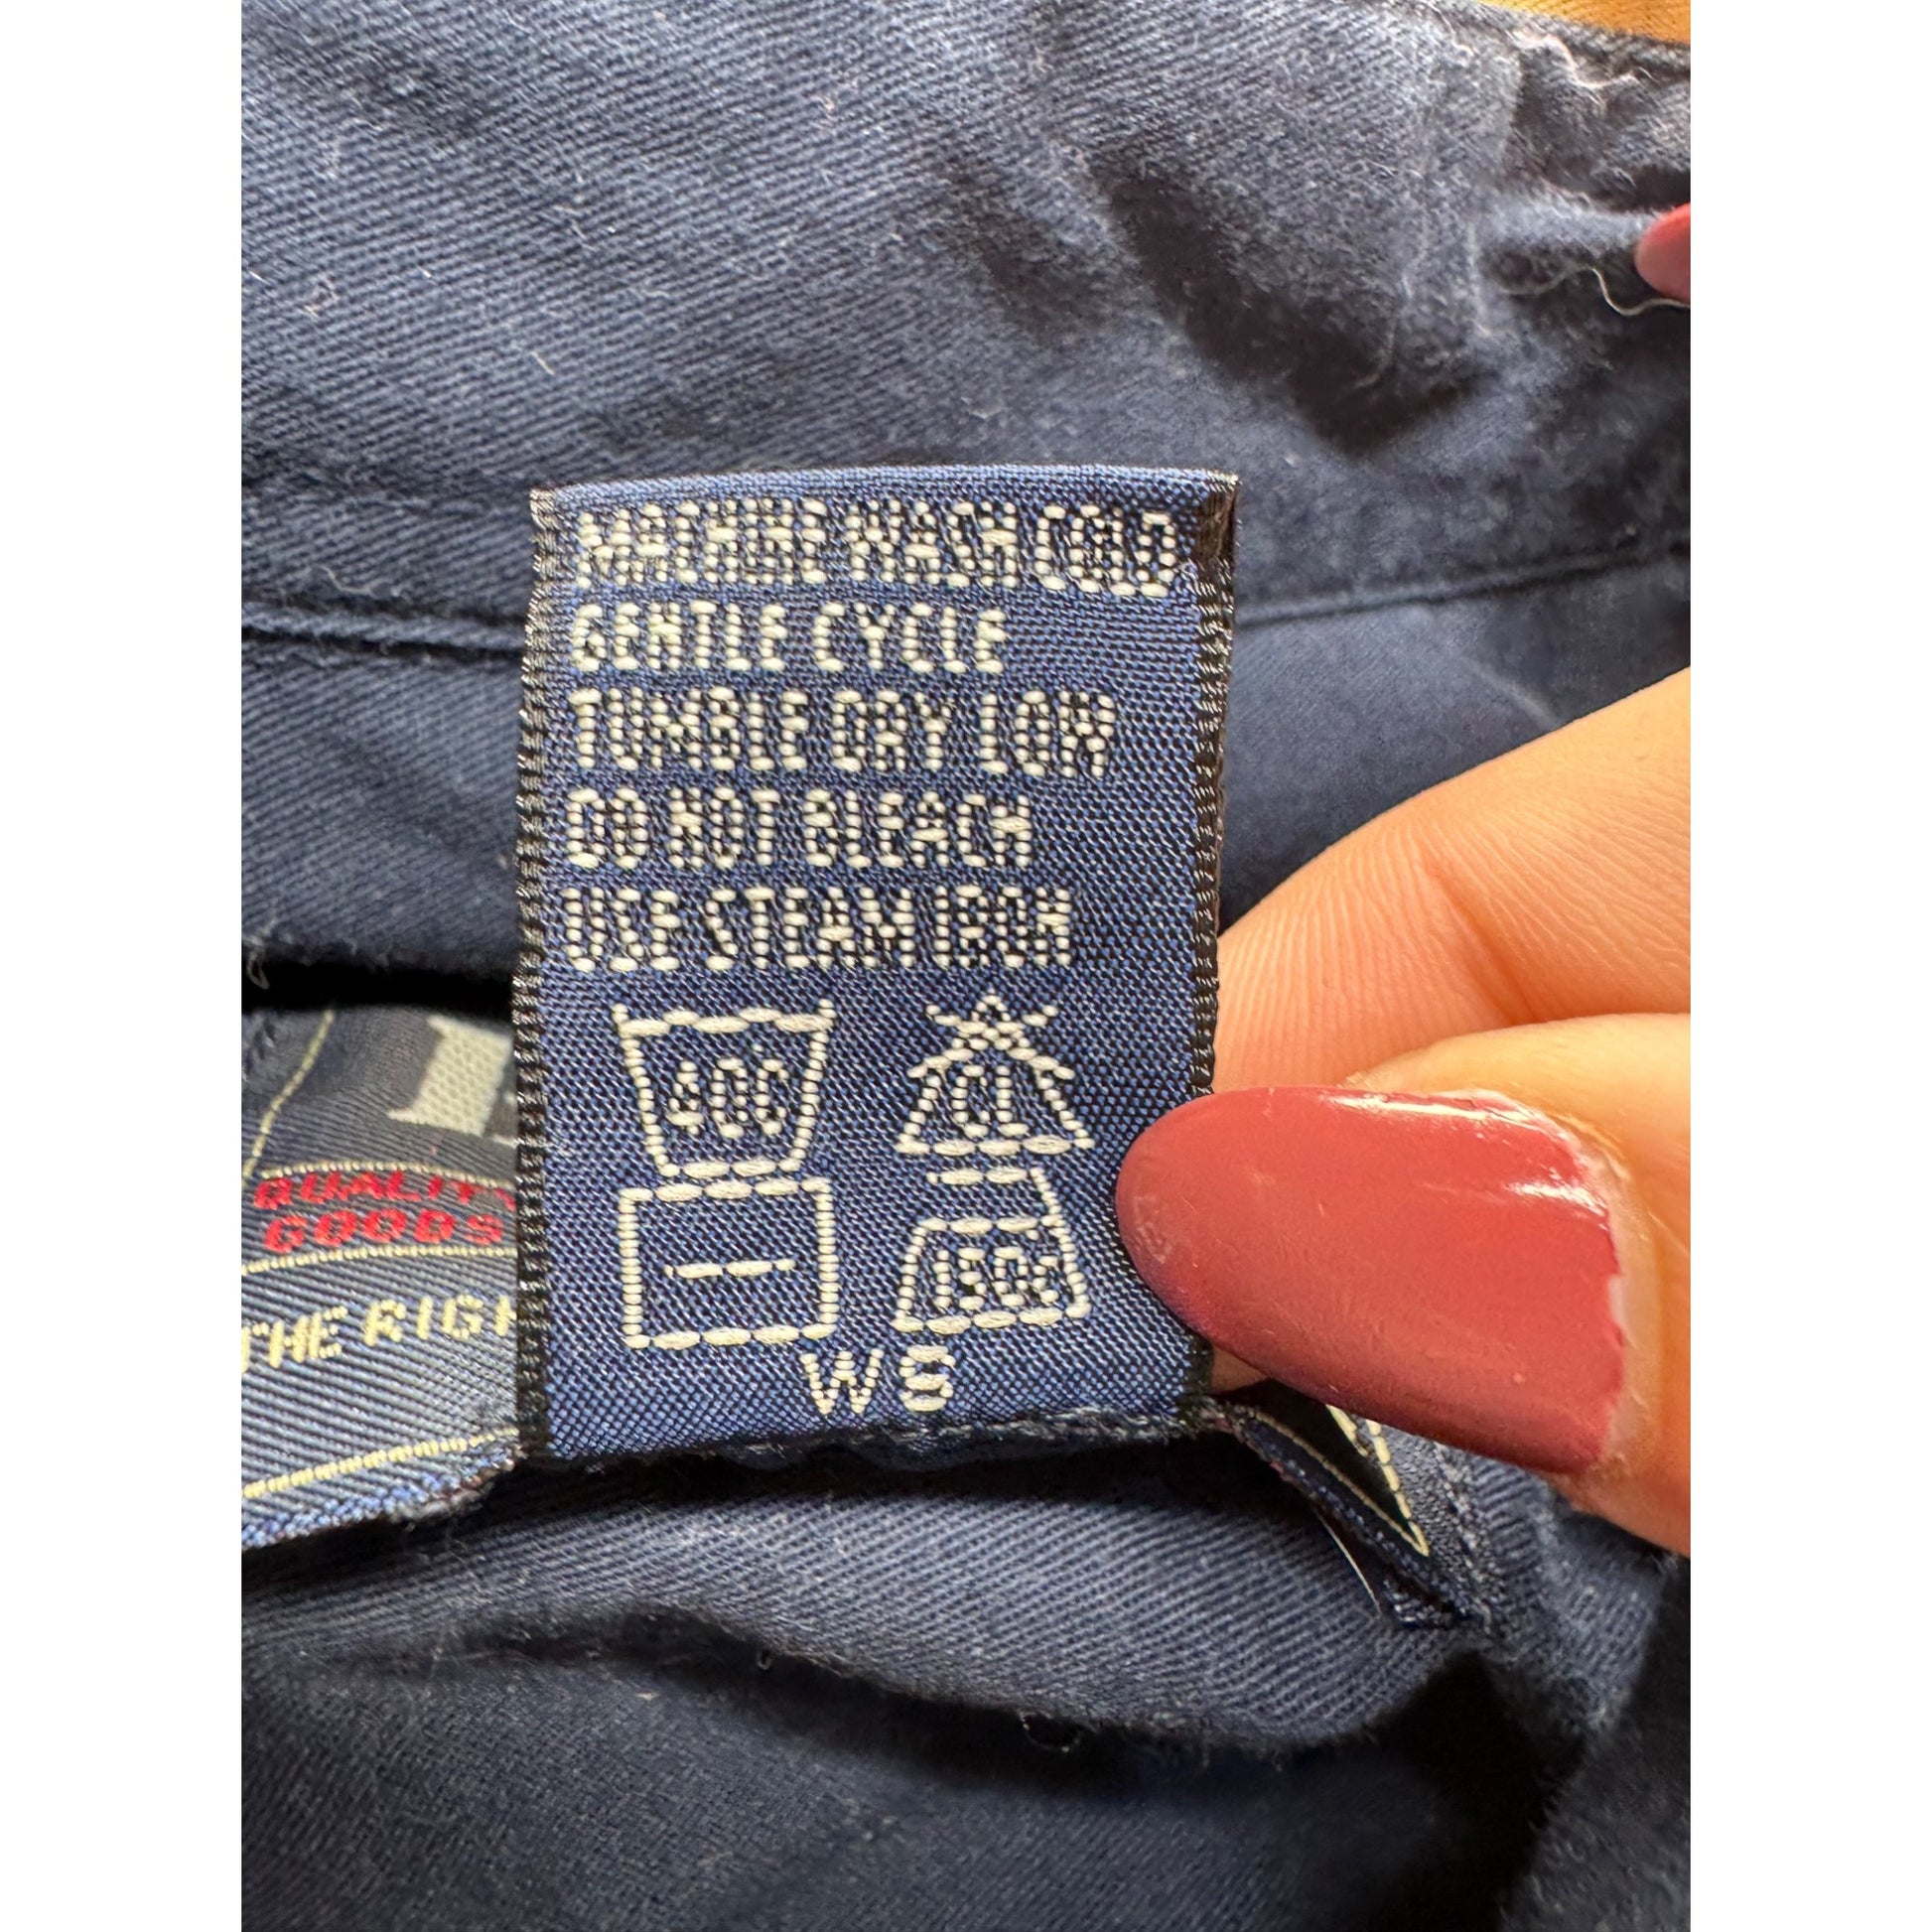 MACHINE WASH COLD
GENTLE CYCLE
TUMBLE DRY LOW
DO NOT BLEACH
USE STEAM IRON
40C
CL
150C
WS
QUALITY
GOODS
THE RIGH